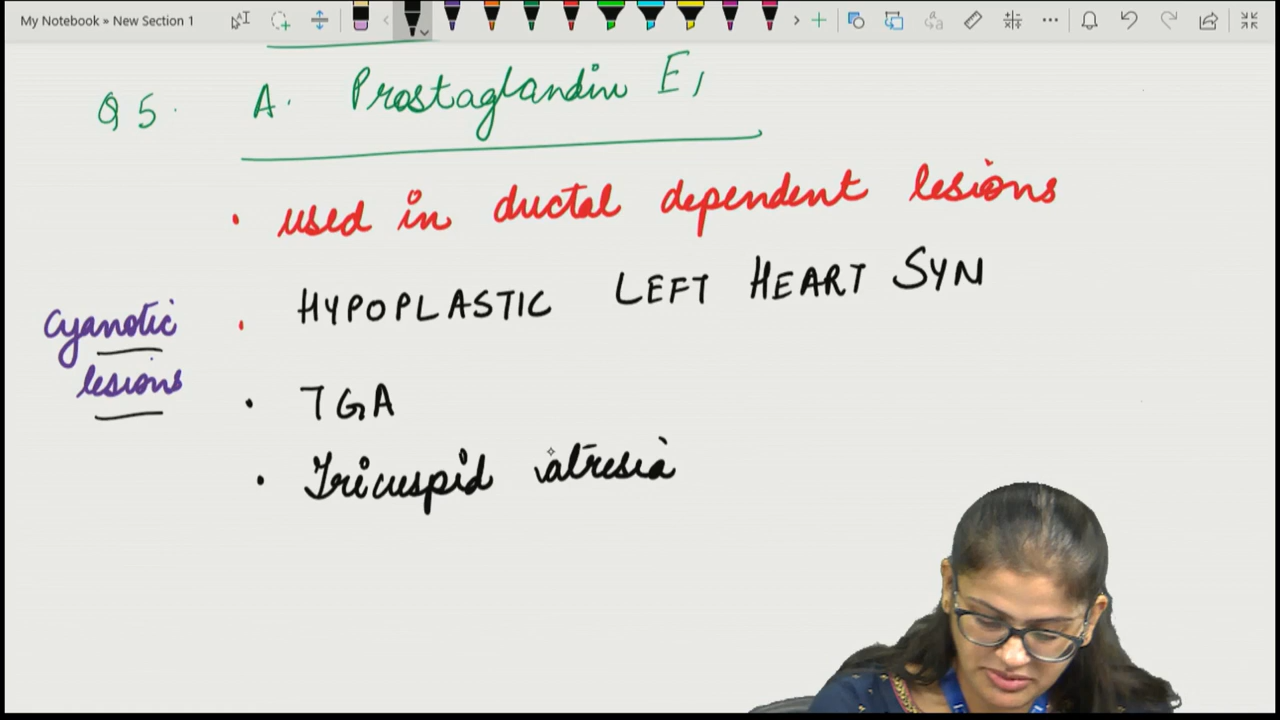 My Notebook » New Section 1
Q5. A. Prostaglandin E1
• used in ductal dependent lesions
Cyanotic lesions
• HYPOPLASTIC LEFT HEART SYN
• TGA
• Tricuspid atresia